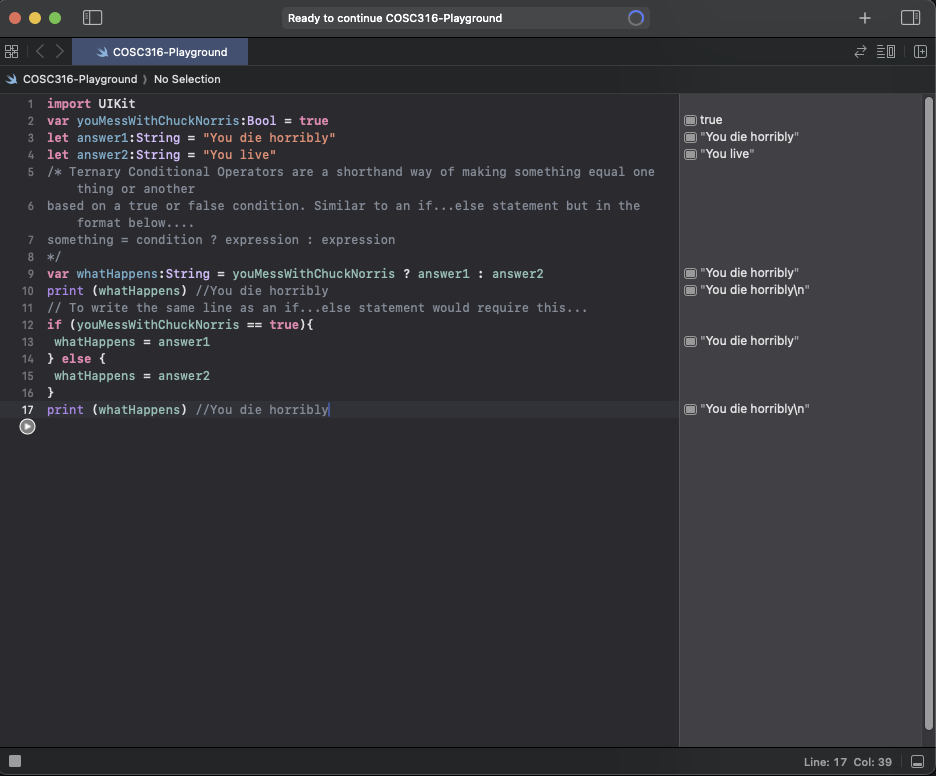 Ready to continue COSC316-Playground
COSC316-Playground
COSC316-Playground 〉 No Selection
1 import UIKit
2 var youMessWithChuckNorris:Bool = true
3 let answer1:String = "You die horribly"
4 let answer2:String = "You live"
5 /* Ternary Conditional Operators are a shorthand way of making something equal one
thing or another
6 based on a true or false condition. Similar to an if...else statement but in the
format below....
7 something = condition ? expression : expression
8 */
9 var whatHappens:String = youMessWithChuckNorris ? answer1 : answer2
10 print (whatHappens) //You die horribly
11 // To write the same line as an if...else statement would require this...
12 if (youMessWithChuckNorris == true){
13 whatHappens = answer1
14 } else {
15 whatHappens = answer2
16 }
17 print (whatHappens) //You die horribly
true
"You die horribly"
"You live"
"You die horribly"
"You die horribly\n"
"You die horribly"
"You die horribly\n"
Line: 17 Col: 39